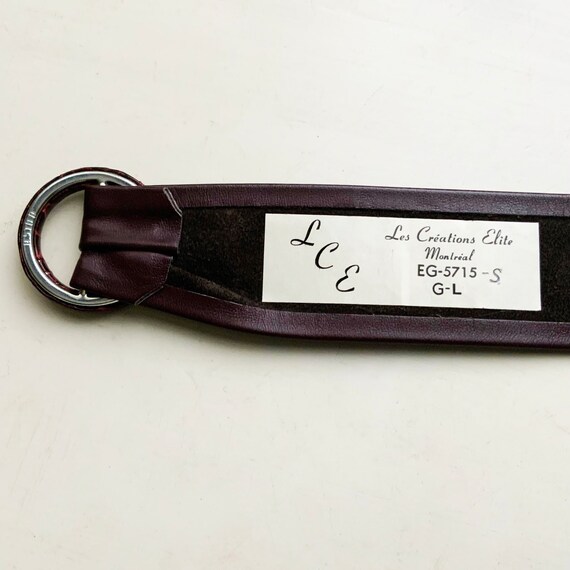 L C E
Les Créations Elite
Montréal
EG-5715-S
G-L